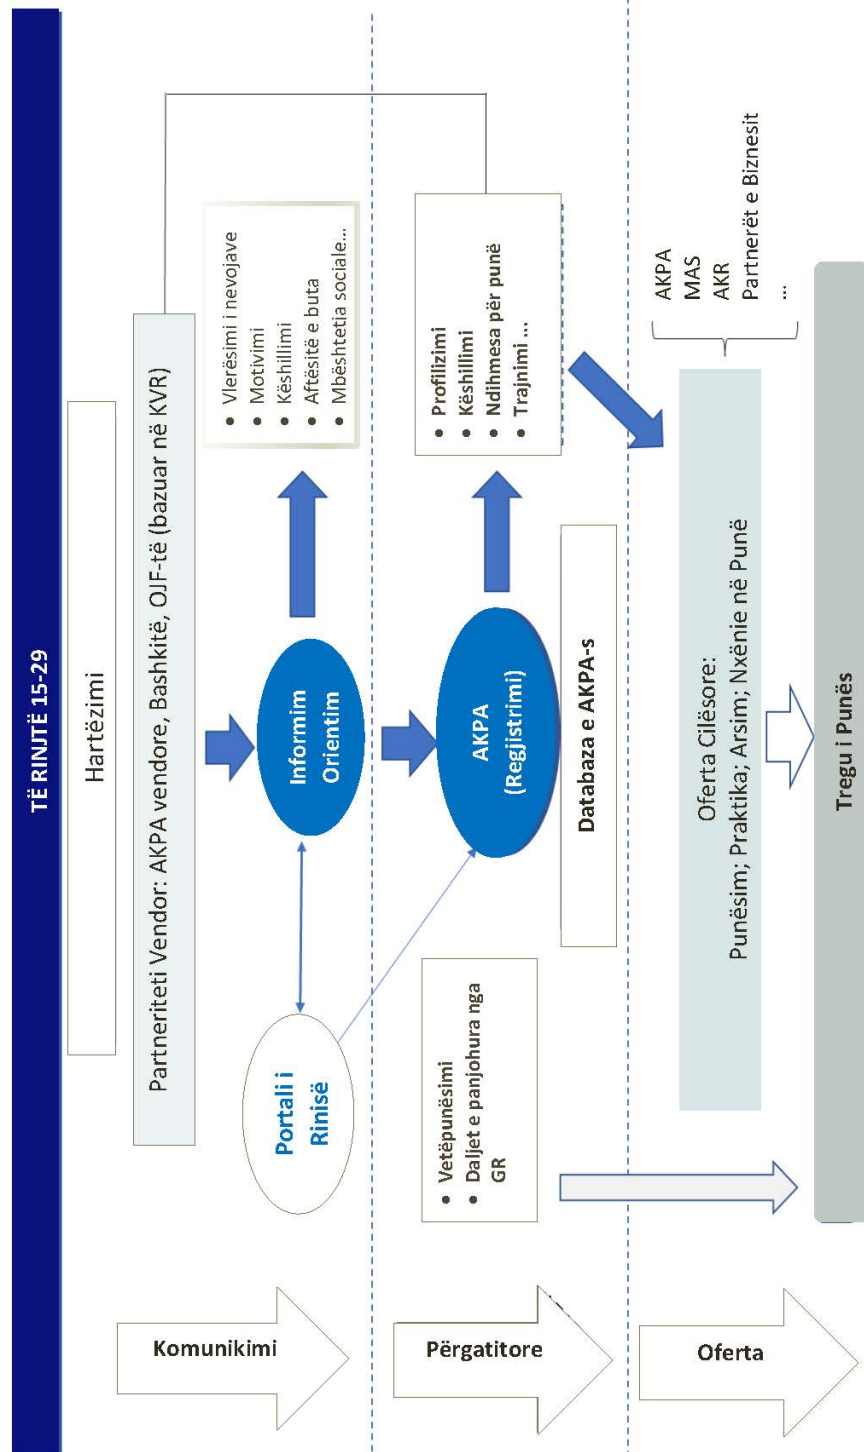 TË RINJTË 15-29
Hartëzimi
Partneriteti Vendor: AKPA vendore, Bashkitë, OJF-të (bazuar në KVR)
Komunikimi
Portali i
Rinisë
Informim
Orientim
• Vlerësimi i nevojave
• Motivimi
• Këshillimi
• Aftësitë e buta
• Mbështetia sociale...
Përgatitore
• Vetëpunësimi
• Daljet e panjohura nga
GR
AKPA
(Regjistrimi)
Databaza e AKPA-s
• Profilizimi
• Këshillimi
• Ndihmesa për punë
• Trajnimi ...
Oferta
Oferta Cilësore:
Punësim; Praktika; Arsim; Nxënie në Punë
AKPA
MAS
AKR
Partnerët e Biznesit
...
Tregu i Punës